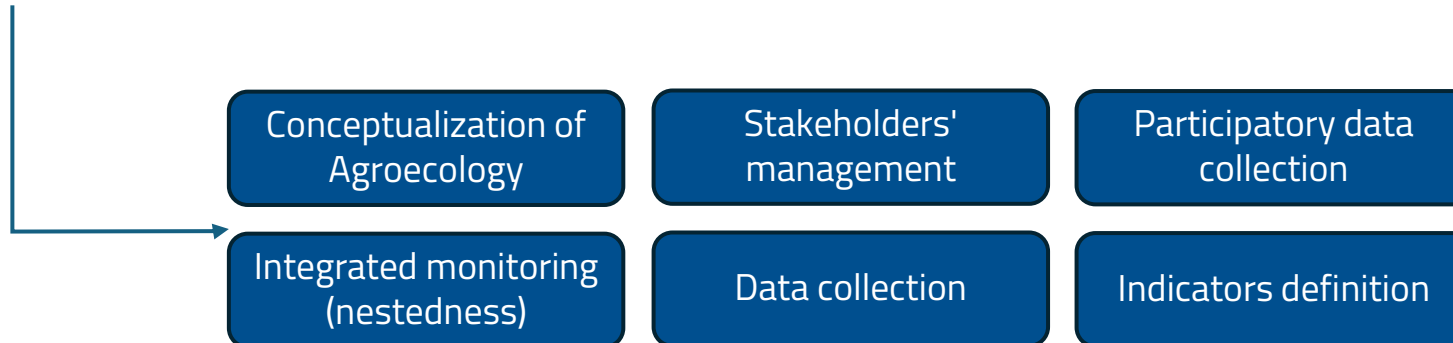 Conceptualization of
Agroecology
Stakeholders'
management
Participatory data
collection
Integrated monitoring
(nestedness)
Data collection
Indicators definition